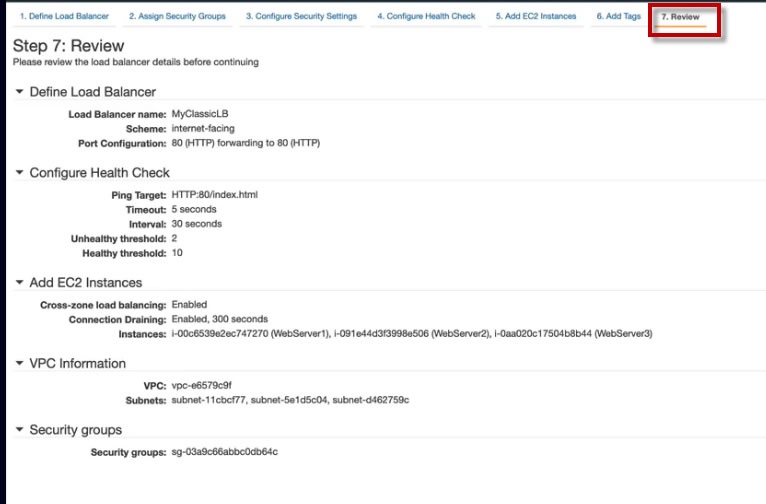 1. Define Load Balancer 2. Assign Security Groups 3. Configure Security Settings 4. Configure Health Check 5. Add EC2 Instances 6. Add Tags 7. Review
Step 7: Review
Please review the load balancer details before continuing
Define Load Balancer
Load Balancer name: MyClassicLB
Scheme: internet-facing
Port Configuration: 80 (HTTP) forwarding to 80 (HTTP)
Configure Health Check
Ping Target: HTTP:80/index.html
Timeout: 5 seconds
Interval: 30 seconds
Unhealthy threshold: 2
Healthy threshold: 10
Add EC2 Instances
Cross-zone load balancing: Enabled
Connection Draining: Enabled, 300 seconds
Instances: i-00c6539e2ec747270 (WebServer1), i-091e44d3f3998e506 (WebServer2), i-0aa020c17504b8b44 (WebServer3)
VPC Information
VPC: vpc-e6579c9f
Subnets: subnet-11cbcf77, subnet-5e1d5c04, subnet-d462759c
Security groups
Security groups: sg-03a9c66abbc0db64c